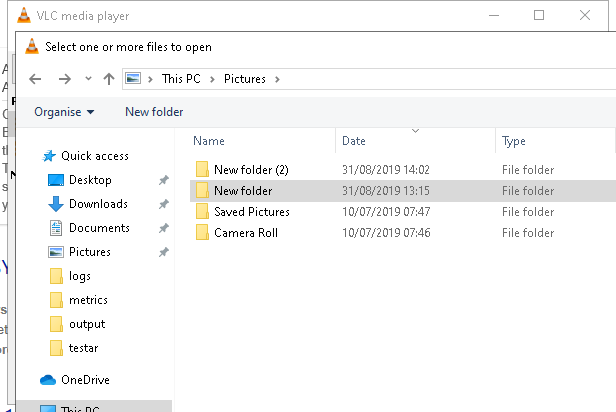 VLC media player
Select one or more files to open
This PC > Pictures >
Organise New folder
Name Date Type
Quick access
Desktop
Downloads
Documents
Pictures
logs
metrics
output
testar
OneDrive
This PC
New folder (2) 31/08/2019 14:02 File folder
New folder 31/08/2019 13:15 File folder
Saved Pictures 10/07/2019 07:47 File folder
Camera Roll 10/07/2019 07:46 File folder